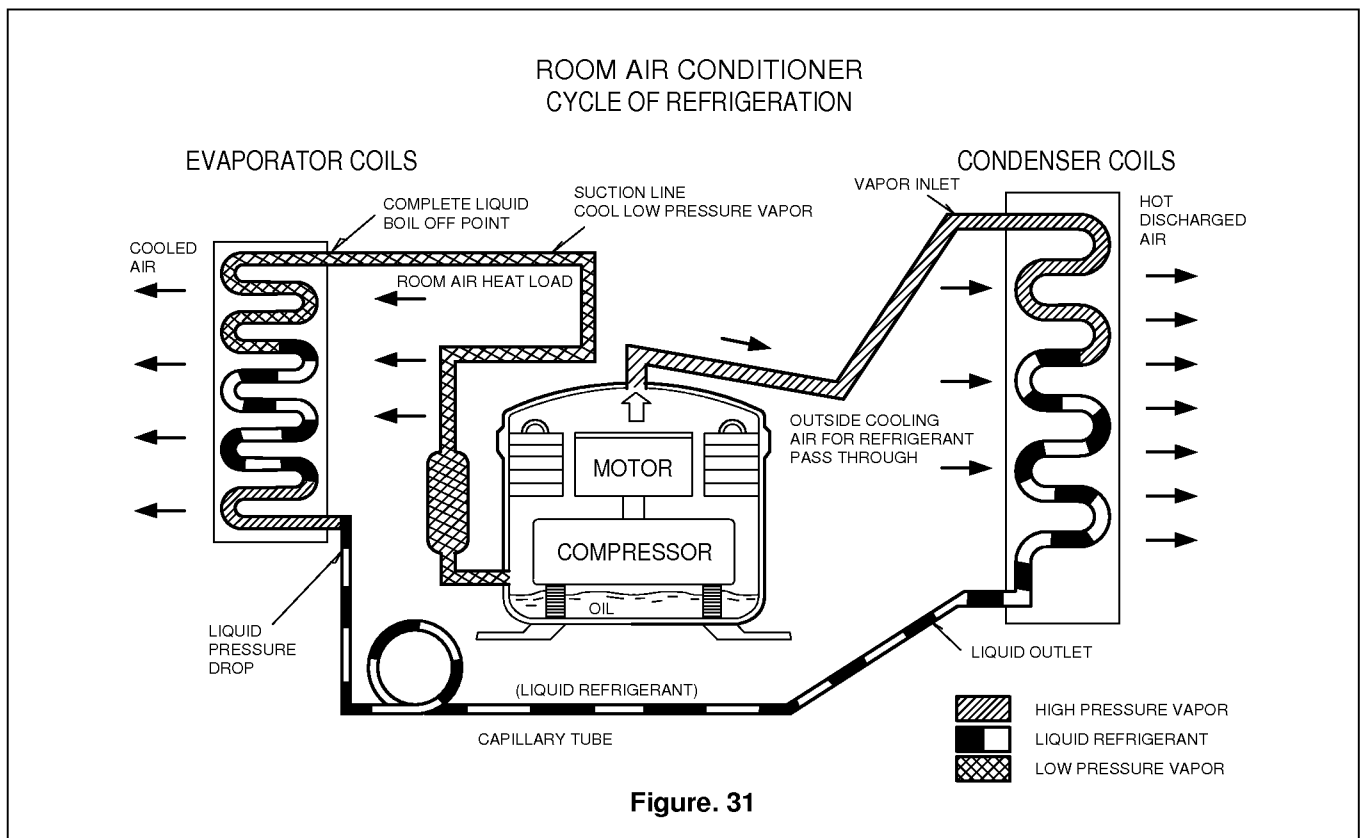 ROOM AIR CONDITIONER
CYCLE OF REFRIGERATION
EVAPORATOR COILS
CONDENSER COILS
COMPLETE LIQUID
BOIL OFF POINT
SUCTION LINE
COOL LOW PRESSURE VAPOR
VAPOR INLET
HOT
DISCHARGED
AIR
COOLED
AIR
ROOM AIR HEAT LOAD
OUTSIDE COOLING
AIR FOR REFRIGERANT
PASS THROUGH
MOTOR
COMPRESSOR
OIL
LIQUID
PRESSURE
DROP
LIQUID OUTLET
(LIQUID REFRIGERANT)
CAPILLARY TUBE
HIGH PRESSURE VAPOR
LIQUID REFRIGERANT
LOW PRESSURE VAPOR
Figure. 31